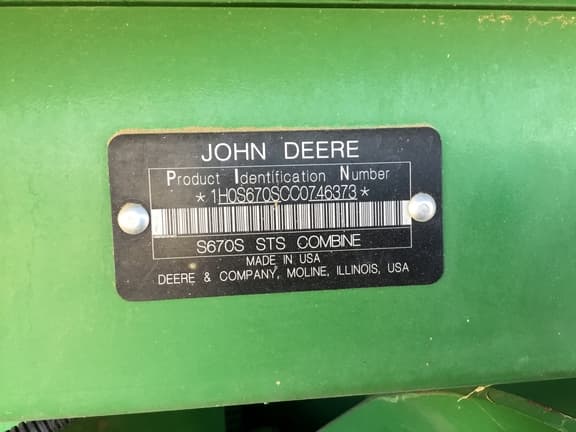 JOHN DEERE
Product Identification Number
*1H0S670SCC0746373*
S670S STS COMBINE
MADE IN USA
DEERE & COMPANY, MOLINE, ILLINOIS, USA